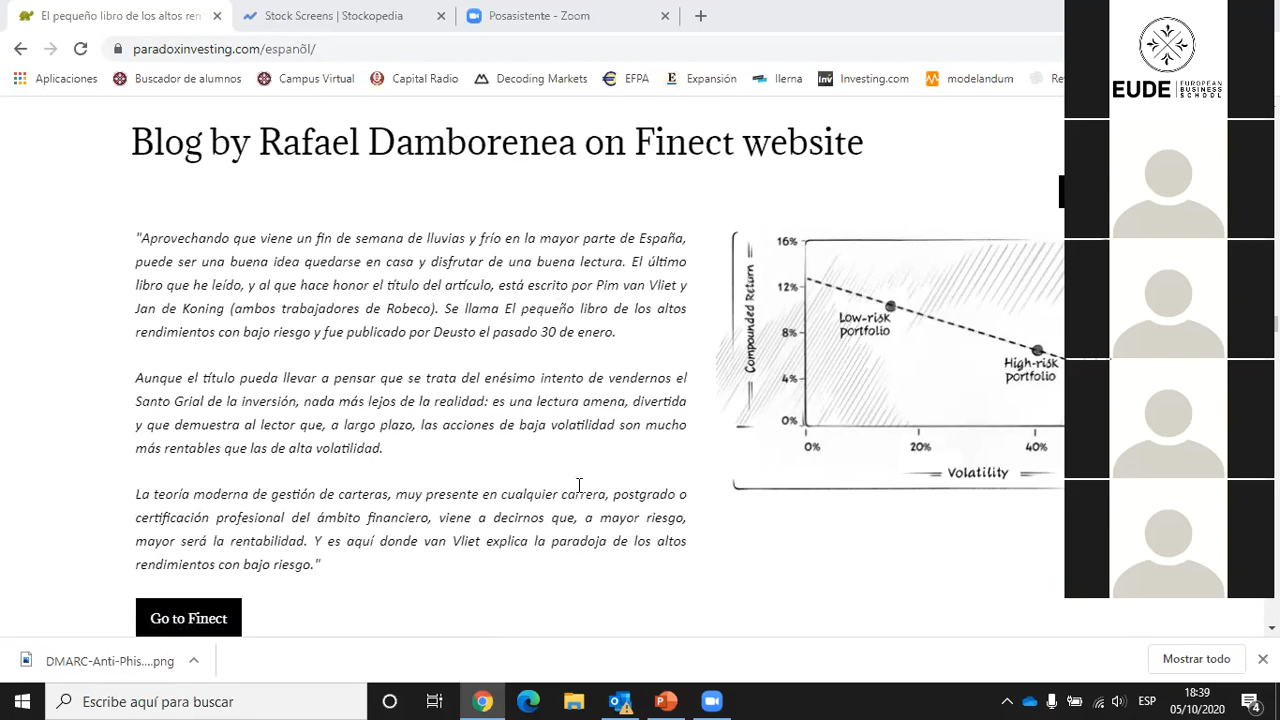 El pequeño libro de los altos ren
Stock Screens | Stockopedia
Posasistente - Zoom
paradoxinvesting.com/espanõl/
Aplicaciones
Buscador de alumnos
Campus Virtual
Capital Radio
Decoding Markets
EFPA
Expansión
Ilerna
Inv
Investing.com
modelandum
EUDE EUROPEAN BUSINESS SCHOOL
Blog by Rafael Damborenea on Finect website
"Aprovechando que viene un fin de semana de lluvias y frío en la mayor parte de España,
puede ser una buena idea quedarse en casa y disfrutar de una buena lectura. El último
libro que he leído, y al que hace honor el título del artículo, está escrito por Pim van Vliet y
Jan de Koning (ambos trabajadores de Robeco). Se llama El pequeño libro de los altos
rendimientos con bajo riesgo y fue publicado por Deusto el pasado 30 de enero.
Aunque el título pueda llevar a pensar que se trata del enésimo intento de vendernos el
Santo Grial de la inversión, nada más lejos de la realidad: es una lectura amena, divertida
y que demuestra al lector que, a largo plazo, las acciones de baja volatilidad son mucho
más rentables que las de alta volatilidad.
La teoría moderna de gestión de carteras, muy presente en cualquier carrera, postgrado o
certificación profesional del ámbito financiero, viene a decirnos que, a mayor riesgo,
mayor será la rentabilidad. Y es aquí donde van Vliet explica la paradoja de los altos
rendimientos con bajo riesgo."
Go to Finect
Compounded Return
16%
12%
8%
4%
0%
Low-risk
portfolio
High-risk
portfolio
0%
20%
40%
Volatility
DMARC-Anti-Phis....png
Mostrar todo
Escribe aquí para buscar
ESP
18:39
05/10/2020
4